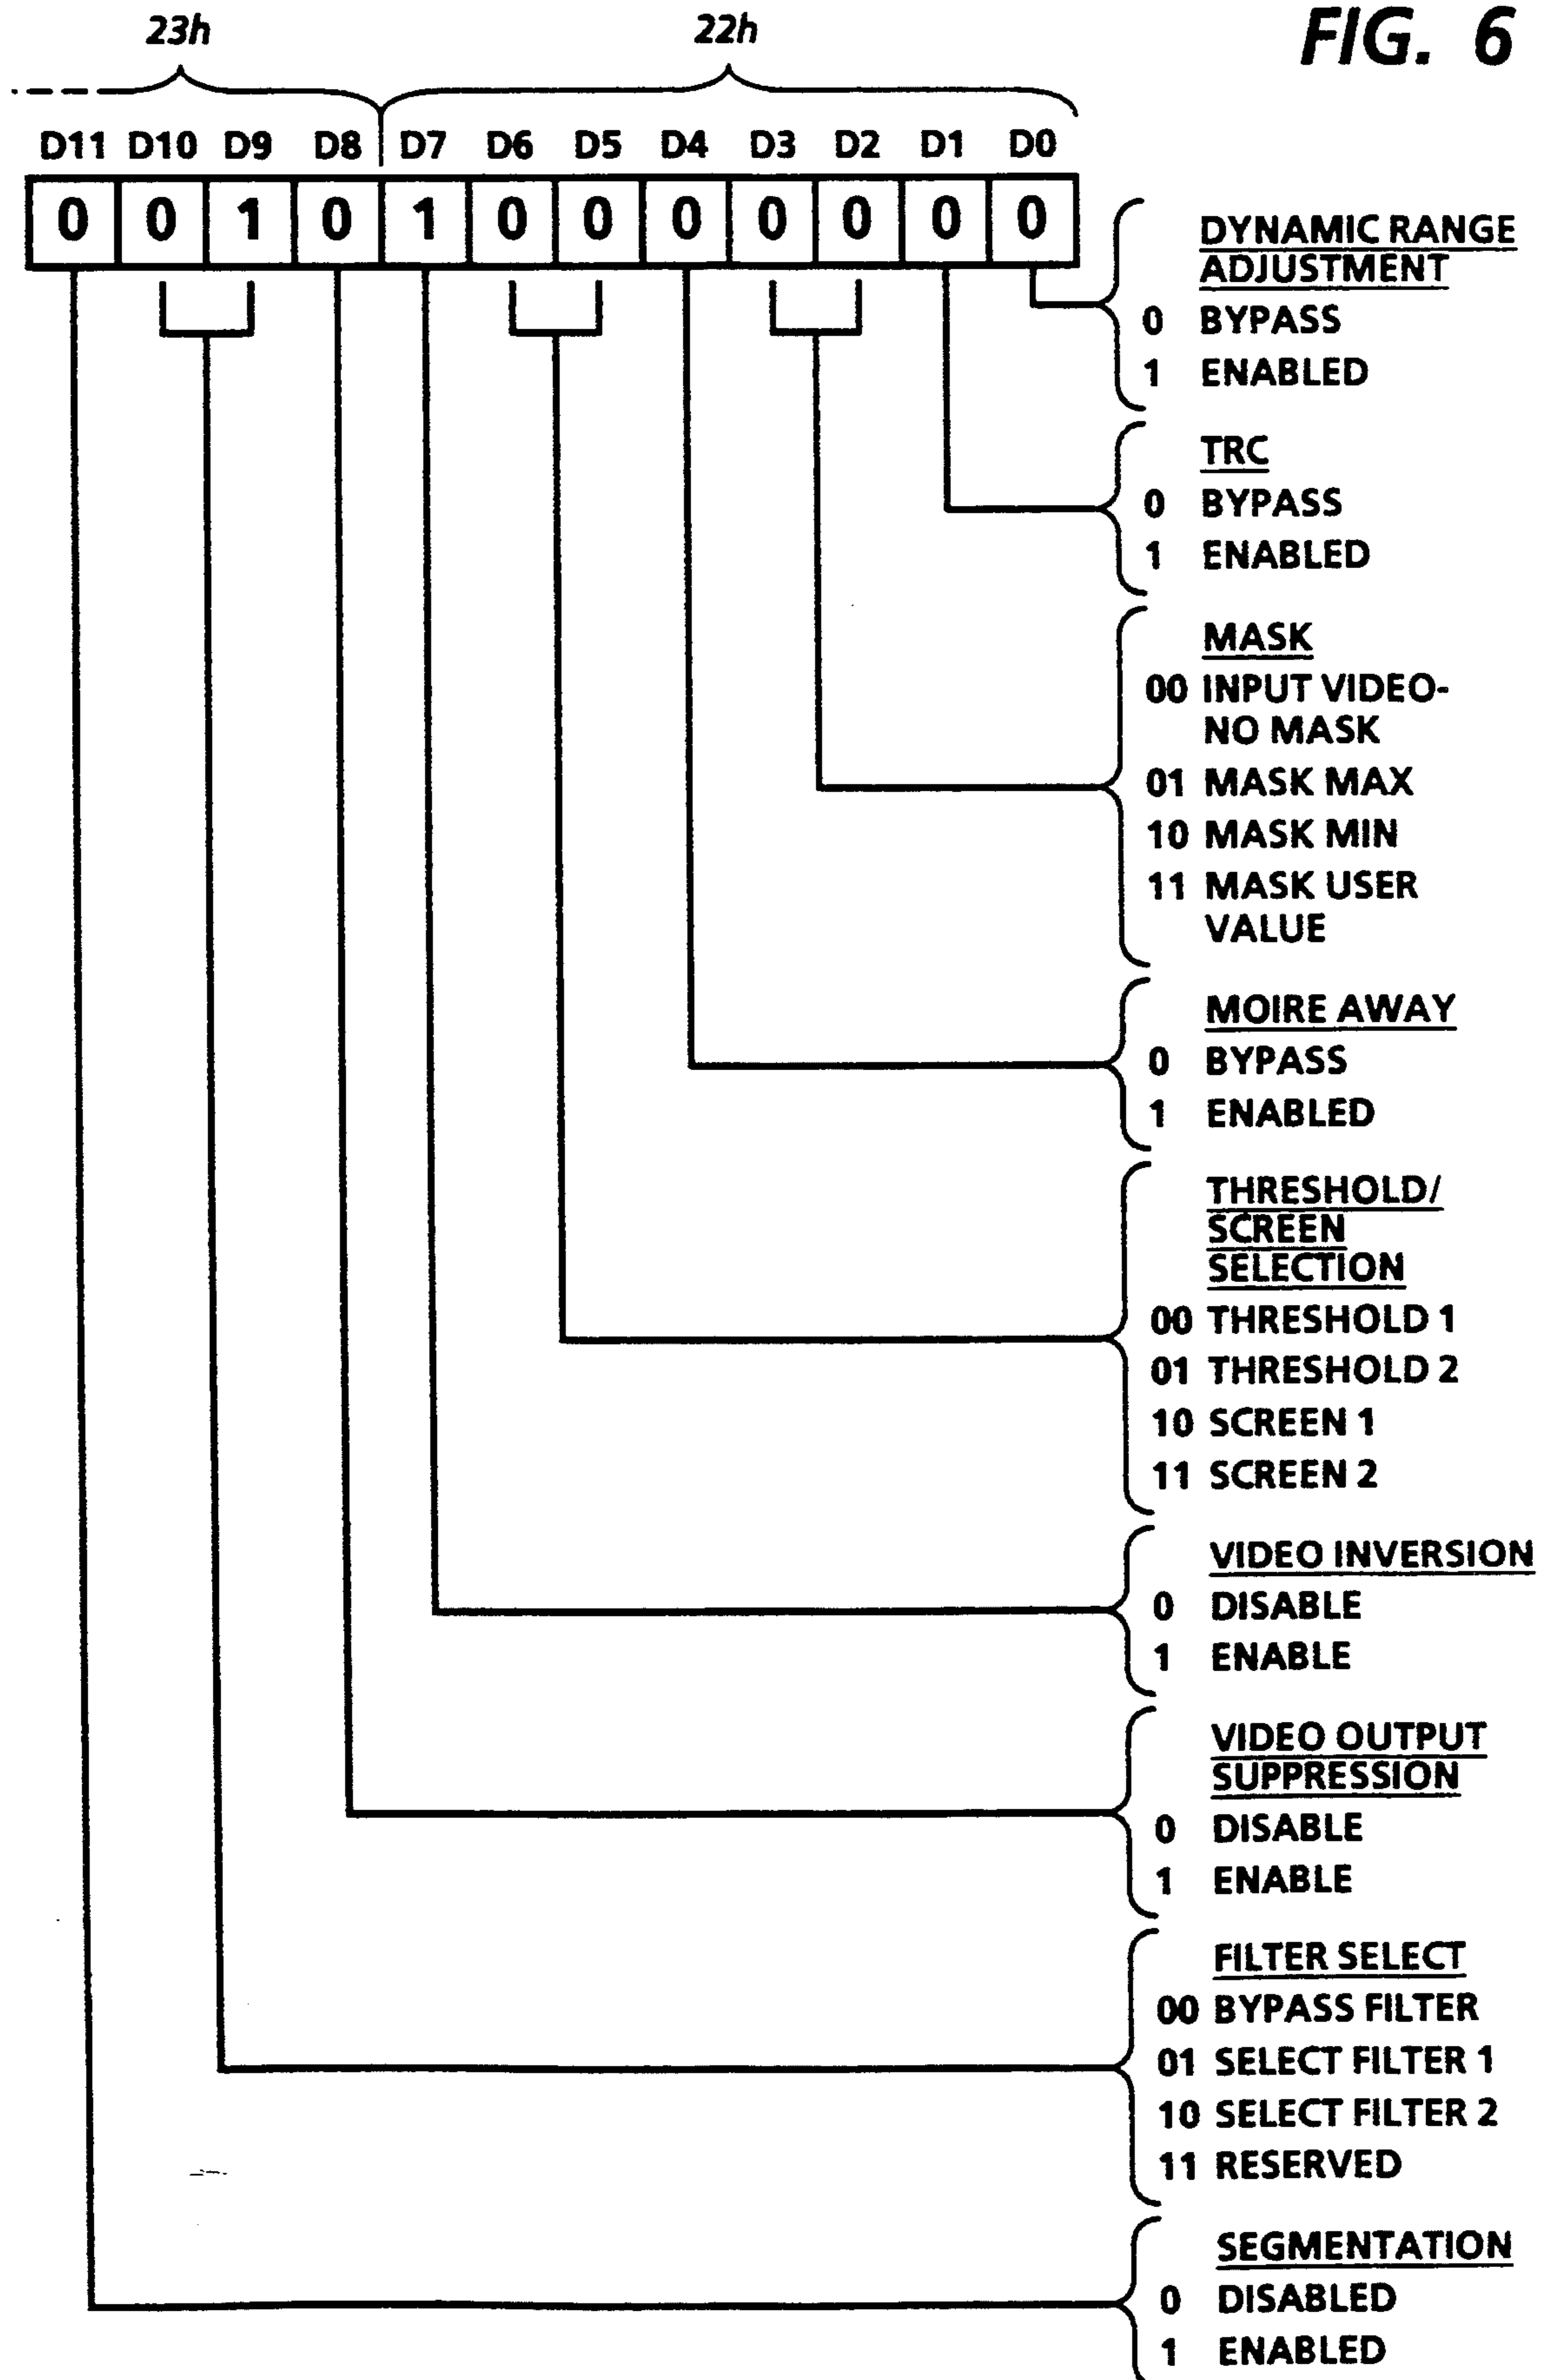 FIG. 6
23h 22h
D11 D10 D9 D8 D7 D6 D5 D4 D3 D2 D1 D0
0 0 1 0 1 0 0 0 0 0 0 0
DYNAMIC RANGE
ADJUSTMENT
0 BYPASS
1 ENABLED
TRC
0 BYPASS
1 ENABLED
MASK
00 INPUT VIDEO-
NO MASK
01 MASK MAX
10 MASK MIN
11 MASK USER
VALUE
MOIRE AWAY
0 BYPASS
1 ENABLED
THRESHOLD/
SCREEN
SELECTION
00 THRESHOLD 1
01 THRESHOLD 2
10 SCREEN 1
11 SCREEN 2
VIDEO INVERSION
0 DISABLE
1 ENABLE
VIDEO OUTPUT
SUPPRESSION
0 DISABLE
1 ENABLE
FILTER SELECT
00 BYPASS FILTER
01 SELECT FILTER 1
10 SELECT FILTER 2
11 RESERVED
SEGMENTATION
0 DISABLED
1 ENABLED